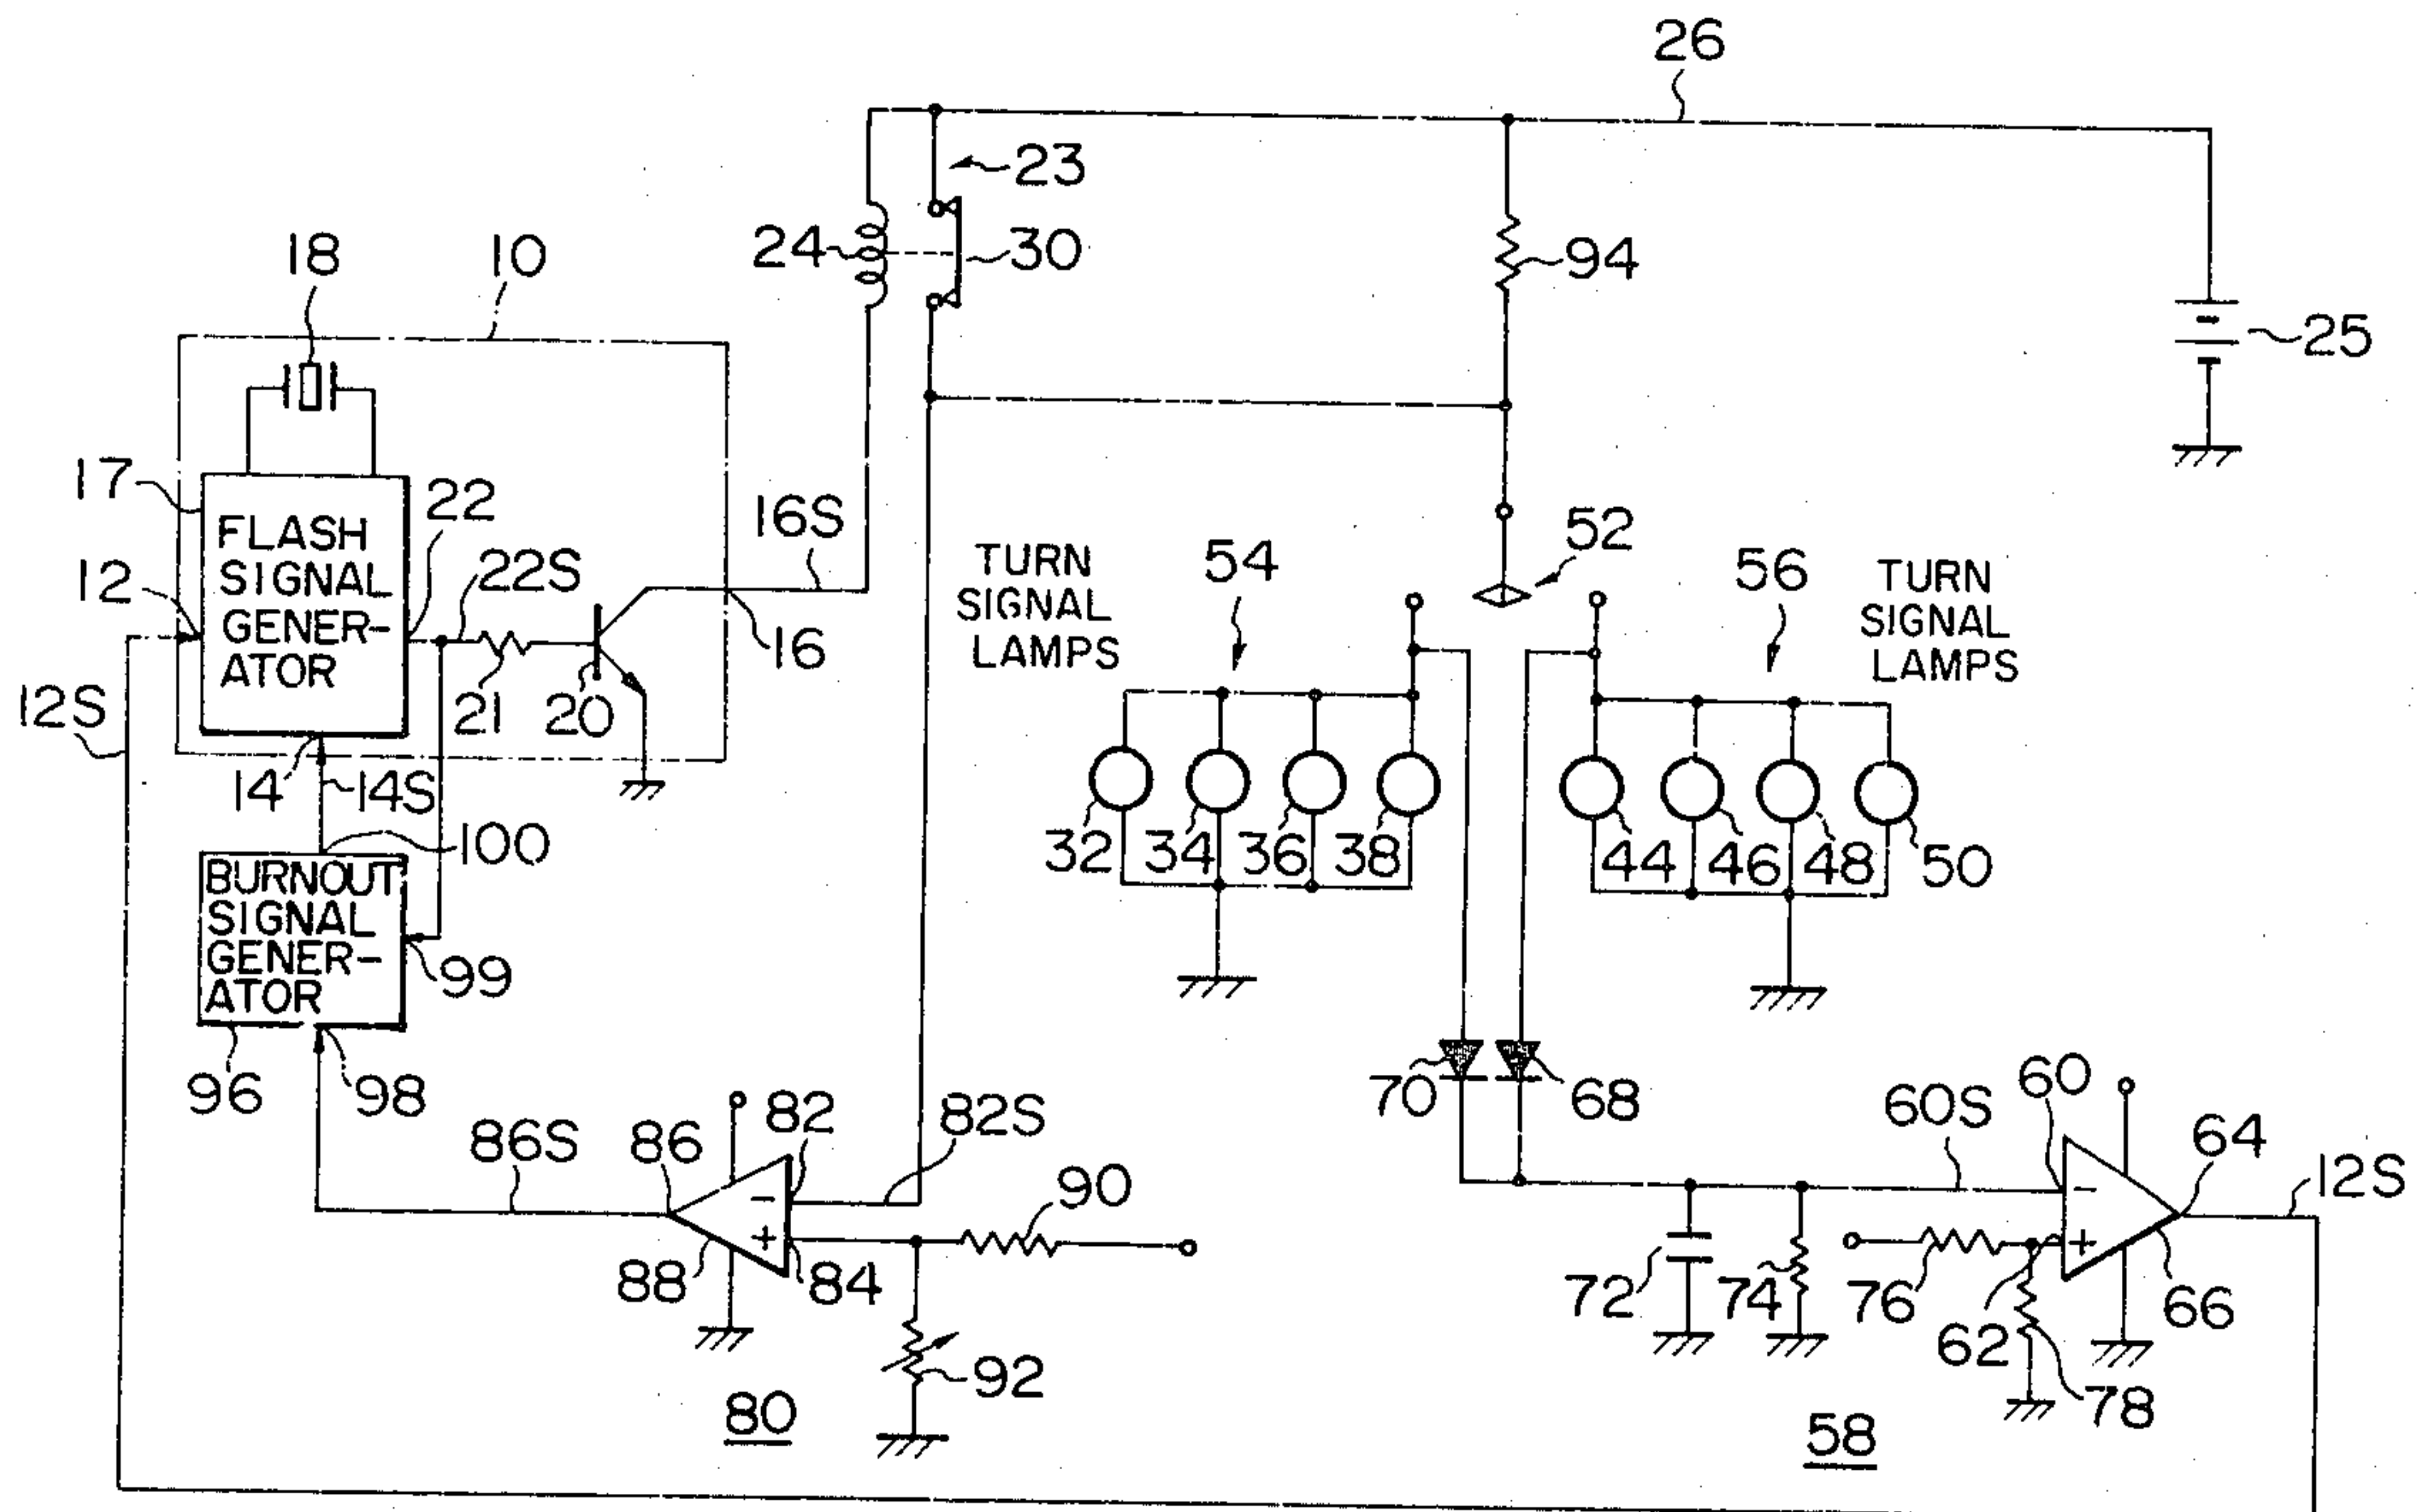 26
23
24
30
94
18
10
25
17
22
16S
52
FLASH
SIGNAL
GENER-
ATOR
12
22S
TURN
SIGNAL
LAMPS
54
56
TURN
SIGNAL
LAMPS
16
12S
21
20
14
14S
32
34
36
38
44
46
48
50
100
BURNOUT
SIGNAL
GENER-
ATOR
99
96
98
70
68
60
60S
86S
86
82
82S
64
12S
90
-
+
-
+
88
84
72
74
76
62
66
92
78
80
58